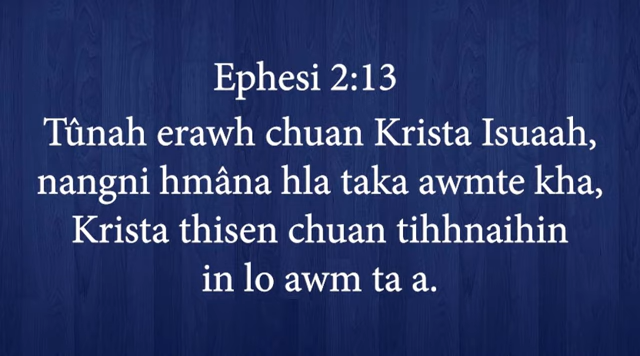 Ephesi 2:13
Tûnah erawh chuan Krista Isuaah,
nangni hmâna hla taka awmte kha,
Krista thisen chuan tihhnaihin
in lo awm ta a.